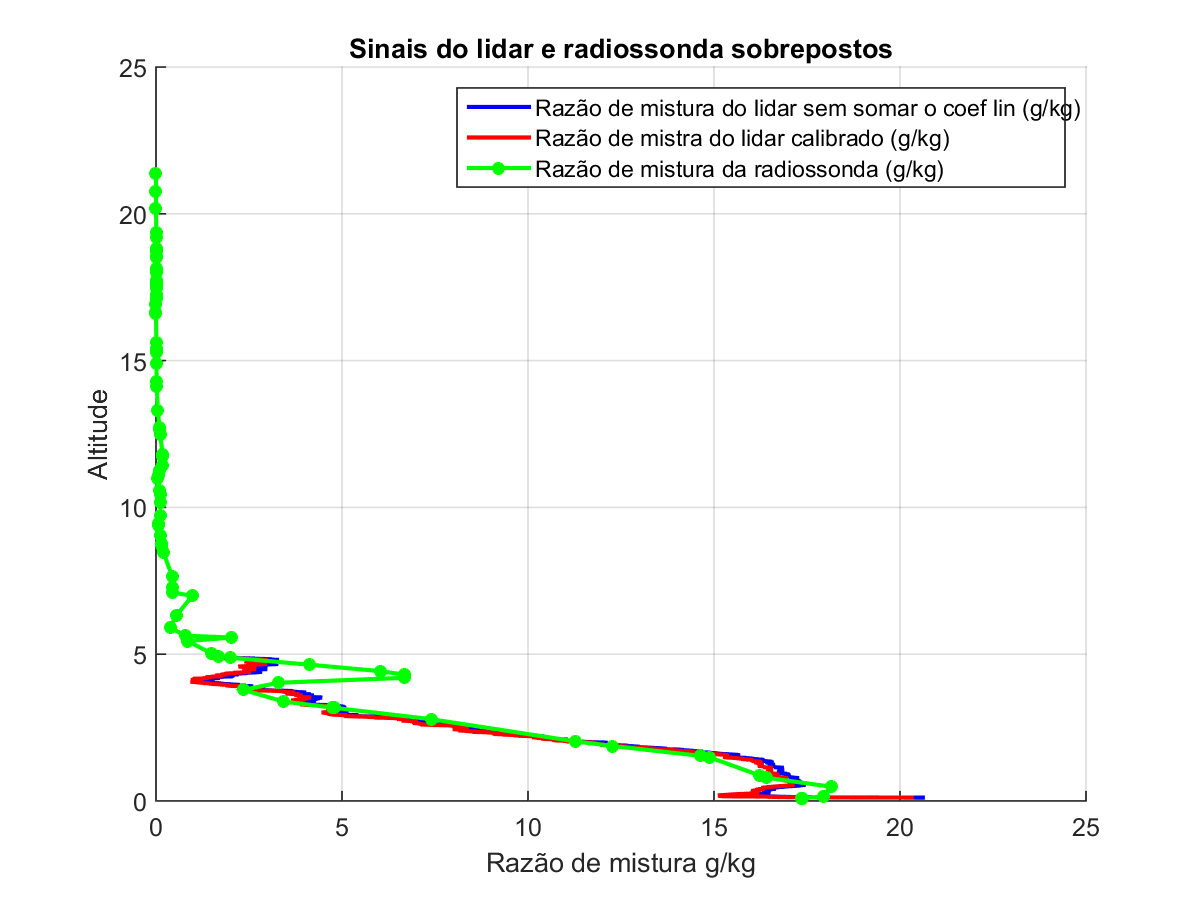 Sinais do lidar e radiossonda sobrepostos
25
Razão de mistura do lidar sem somar o coef lin (g/kg)
Razão de mistra do lidar calibrado (g/kg)
Razão de mistura da radiossonda (g/kg)
20
15
Altitude
10
5
0
0 5 10 15 20 25
Razão de mistura g/kg